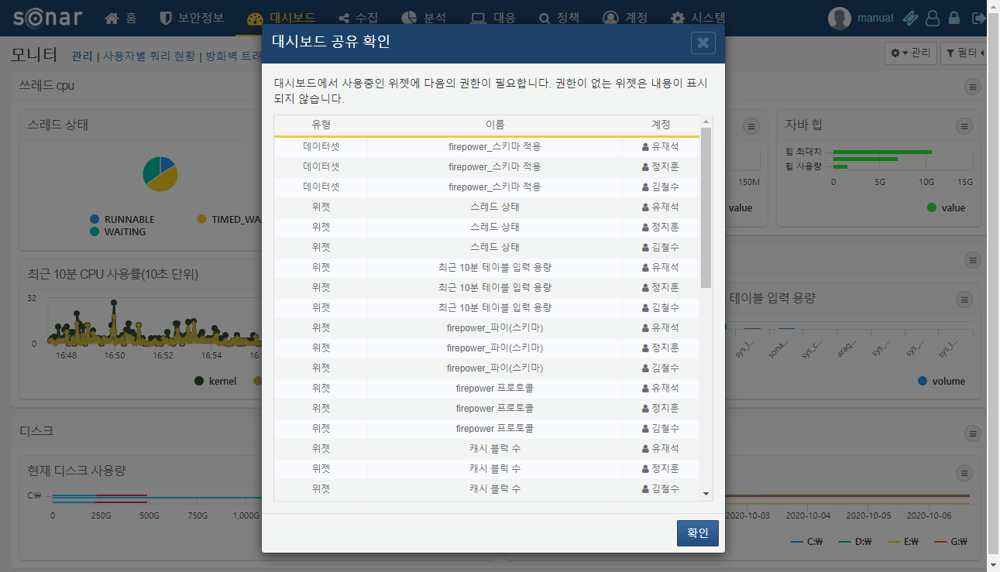 sonar 홈 보안정보 대시보드 수집 분석 대응 정책 계정 시스템 manual
모니터 관리 | 사용자별 쿼리 현황 | 방화벽 트래
관리 필터
쓰레드 cpu
스레드 상태
RUNNABLE TIMED_WA
WAITING
자바 힙
힙 최대치
힙 사용량
150M
0 5G 10G 15G
value
value
최근 10분 CPU 사용률(10초 단위)
32
0
16:48 16:50 16:52 16:54 16:
kernel
테이블 입력 용량
sys_l... sona... sys_c... araq... sys_... sys_... sys_l...
volume
디스크
현재 디스크 사용량
C:₩
0 250G 500G 750G 1,000G
2020-10-03 2020-10-04 2020-10-05 2020-10-06
C:₩ D:₩ E:₩ G:₩
대시보드 공유 확인
대시보드에서 사용중인 위젯에 다음의 권한이 필요합니다. 권한이 없는 위젯은 내용이 표시
되지 않습니다.
유형 이름 계정
데이터셋 firepower_스키마 적용 유재석
데이터셋 firepower_스키마 적용 정지훈
데이터셋 firepower_스키마 적용 김철수
위젯 스레드 상태 유재석
위젯 스레드 상태 정지훈
위젯 스레드 상태 김철수
위젯 최근 10분 테이블 입력 용량 유재석
위젯 최근 10분 테이블 입력 용량 정지훈
위젯 최근 10분 테이블 입력 용량 김철수
위젯 firepower_파이(스키마) 유재석
위젯 firepower_파이(스키마) 정지훈
위젯 firepower_파이(스키마) 김철수
위젯 firepower 프로토콜 유재석
위젯 firepower 프로토콜 정지훈
위젯 firepower 프로토콜 김철수
위젯 캐시 블럭 수 유재석
위젯 캐시 블럭 수 정지훈
위젯 캐시 블럭 수 김철수
확인